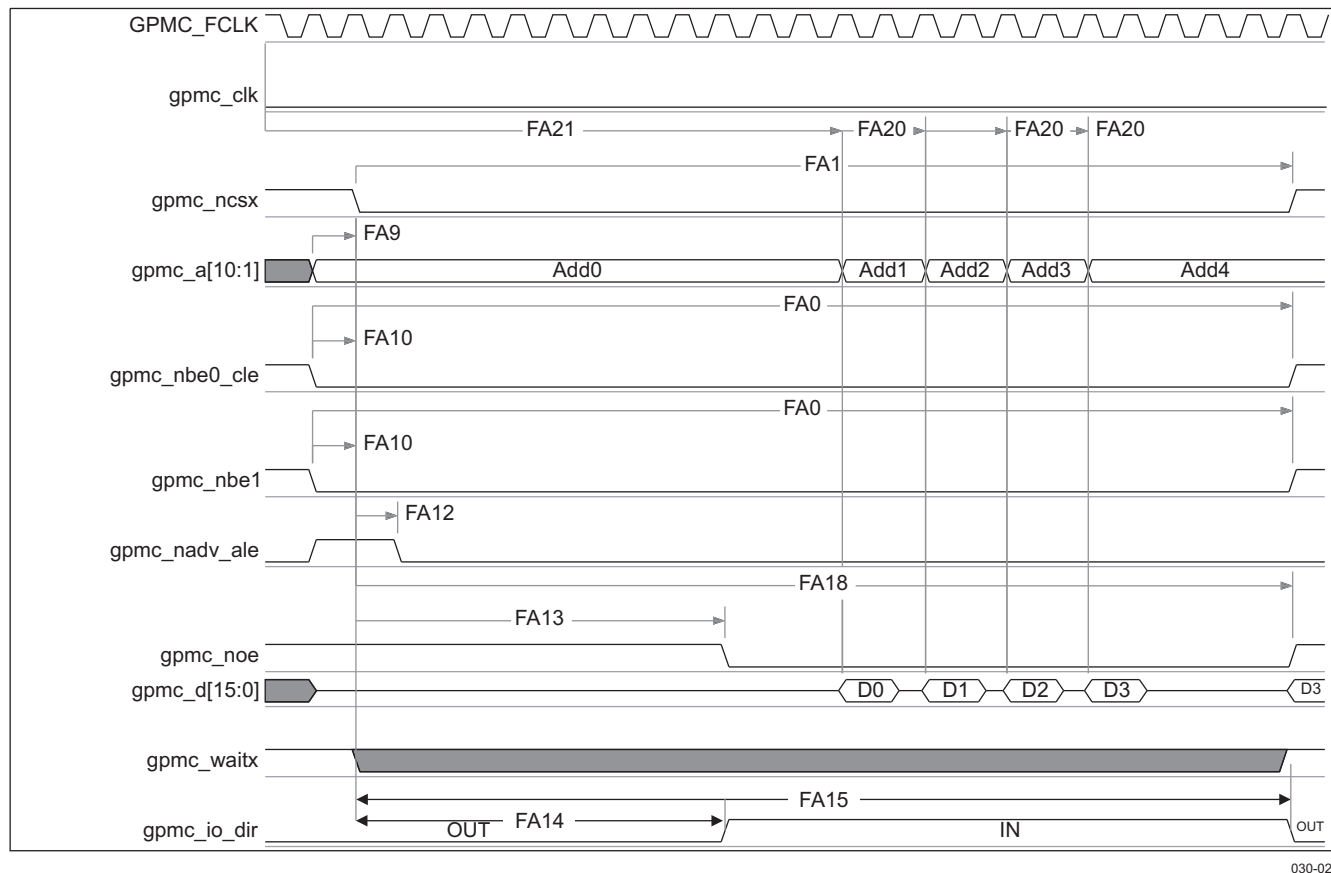 GPMC_FCLK
gpmc_clk
FA21 FA20 FA20 FA20
FA1
gpmc_ncsx
FA9
gpmc_a[10:1] Add0 Add1 Add2 Add3 Add4
FA0
FA10
gpmc_nbe0_cle
FA0
FA10
gpmc_nbe1
FA12
gpmc_nadv_ale
FA18
FA13
gpmc_noe
gpmc_d[15:0] D0 D1 D2 D3 D3
gpmc_waitx
FA15
gpmc_io_dir OUT FA14 IN OUT
030-02